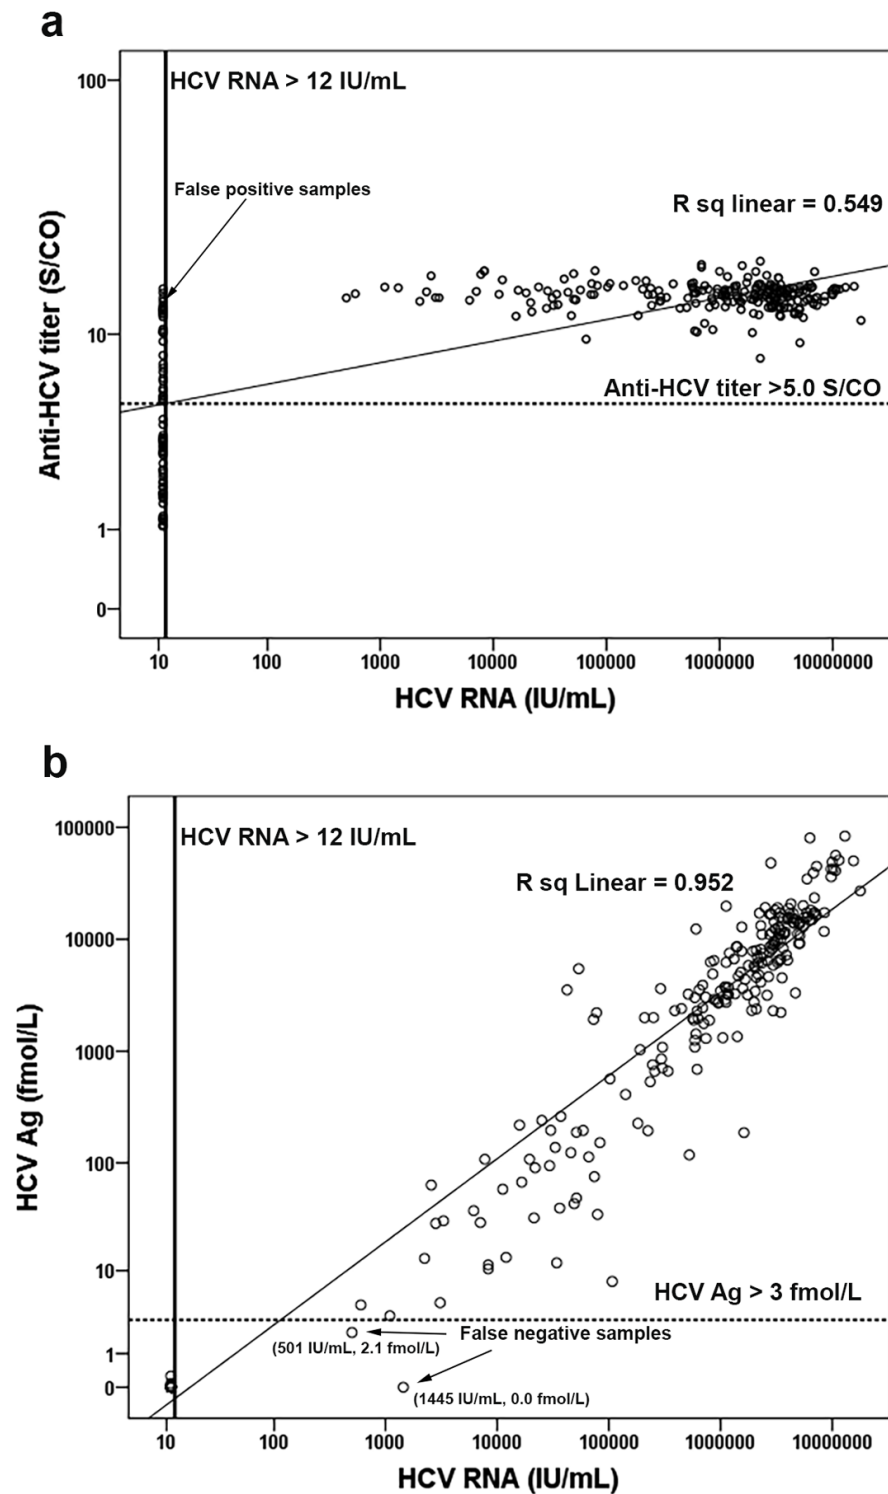 a
100
HCV RNA > 12 IU/mL
False positive samples
R sq linear = 0.549
10
Anti-HCV titer >5.0 S/CO
1
0
Anti-HCV titer (S/CO)
10 100 1000 10000 100000 1000000 10000000
HCV RNA (IU/mL)
b
100000
HCV RNA > 12 IU/mL
R sq Linear = 0.952
10000
1000
100
10
HCV Ag > 3 fmol/L
False negative samples
(501 IU/mL, 2.1 fmol/L)
1
0
(1445 IU/mL, 0.0 fmol/L)
HCV Ag (fmol/L)
10 100 1000 10000 100000 1000000 10000000
HCV RNA (IU/mL)